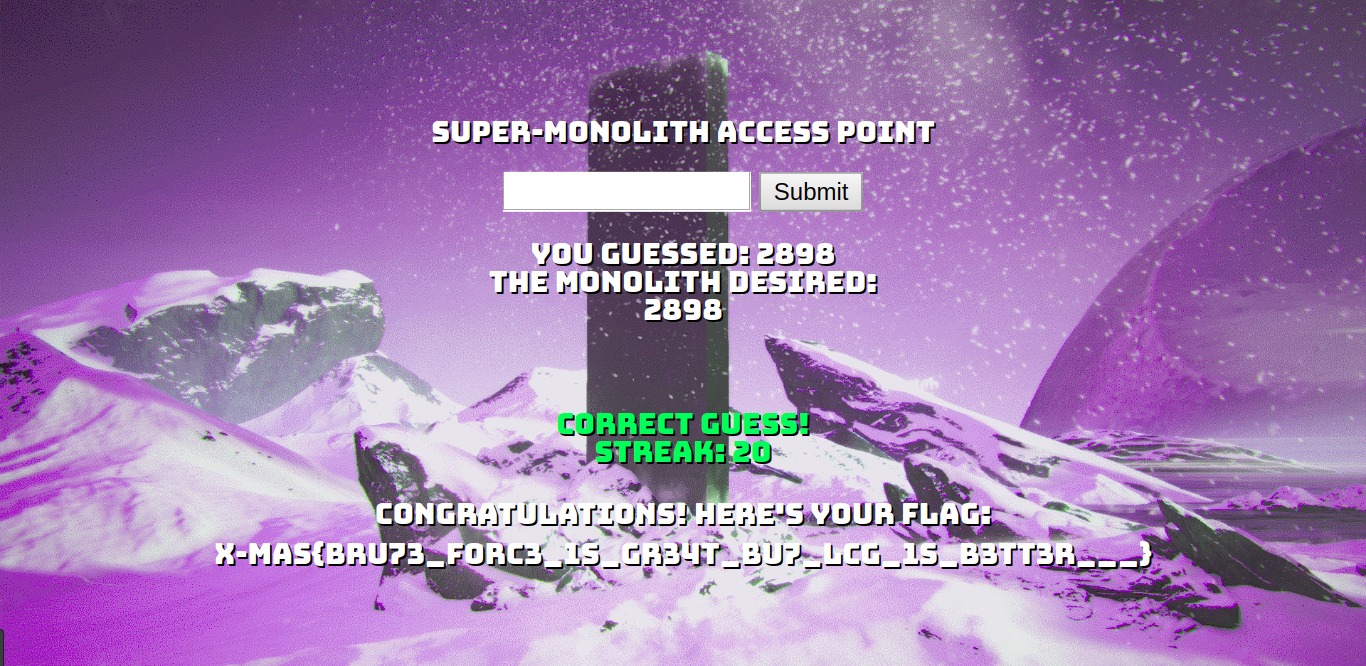 SUPER-MONOLITH ACCESS POINT
Submit
YOU GUESSED: 2898
THE MONOLITH DESIRED:
2898
CORRECT GUESS!
STREAK: 20
CONGRATULATIONS! HERE'S YOUR FLAG:
X-MAS{BRU73_FORC3_1S_GR34T_BU7_LCG_1S_B3TT3R___}